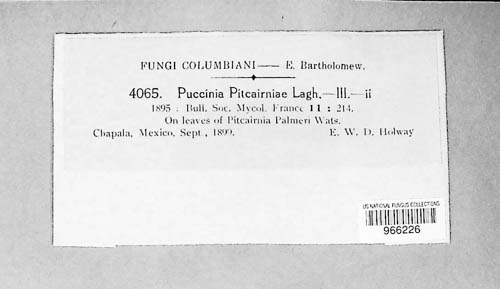 FUNGI COLUMBIANI — E. Bartholomew.
4065. Puccinia Pitcairniae Lagh.—III.—ii
1895 : Bull. Soc. Mycol. France 11 : 214.
On leaves of Pitcairnia Palmeri Wats.
Chapala, Mexico, Sept., 1899. E. W. D. Holway
US NATIONAL FUNGUS COLLECTIONS
966226